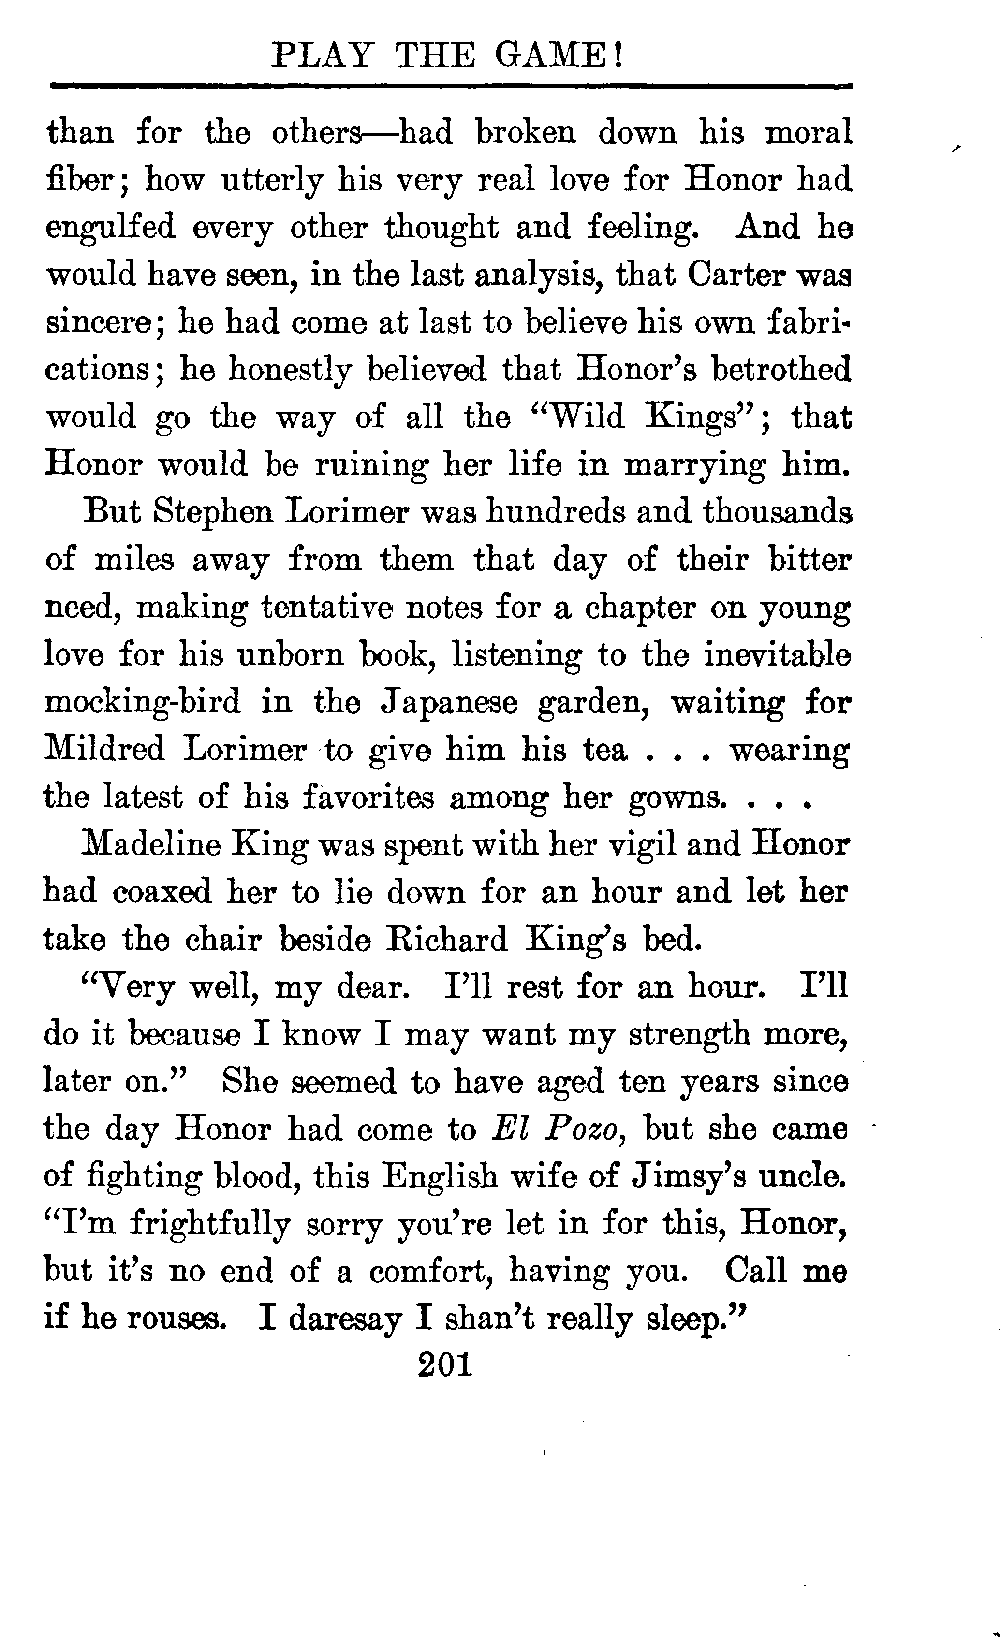 PLAY THE GAME!
than for the others—had broken down his moral
fiber; how utterly his very real love for Honor had
engulfed every other thought and feeling. And he
would have seen, in the last analysis, that Carter was
sincere; he had come at last to believe his own fabri-
cations; he honestly believed that Honor's betrothed
would go the way of all the "Wild Kings"; that
Honor would be ruining her life in marrying him.
But Stephen Lorimer was hundreds and thousands
of miles away from them that day of their bitter
need, making tentative notes for a chapter on young
love for his unborn book, listening to the inevitable
mocking-bird in the Japanese garden, waiting for
Mildred Lorimer to give him his tea . . . wearing
the latest of his favorites among her gowns. . . .
Madeline King was spent with her vigil and Honor
had coaxed her to lie down for an hour and let her
take the chair beside Richard King's bed.
"Very well, my dear. I'll rest for an hour. I'll
do it because I know I may want my strength more,
later on." She seemed to have aged ten years since
the day Honor had come to El Pozo, but she came
of fighting blood, this English wife of Jimsy's uncle.
"I'm frightfully sorry you're let in for this, Honor,
but it's no end of a comfort, having you. Call me
if he rouses. I daresay I shan't really sleep."
201